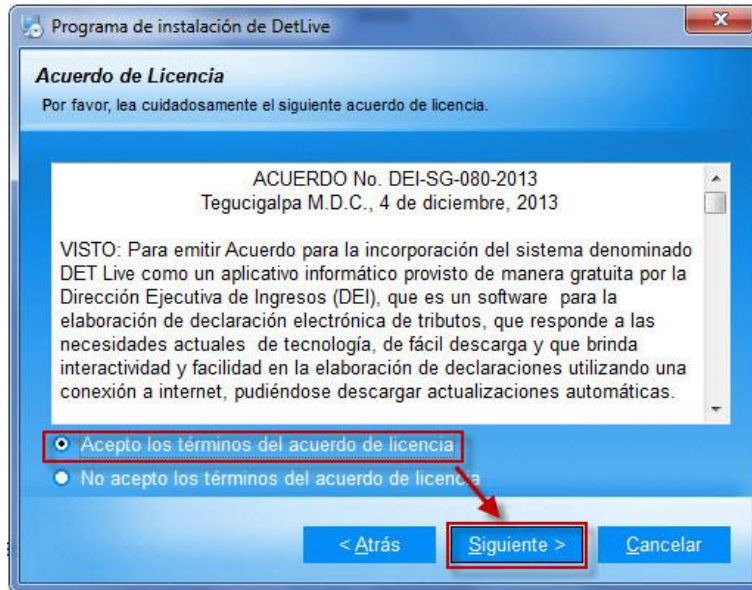 Programa de instalación de DetLive
Acuerdo de Licencia
Por favor, lea cuidadosamente el siguiente acuerdo de licencia.
ACUERDO No. DEI-SG-080-2013
Tegucigalpa M.D.C., 4 de diciembre, 2013
VISTO: Para emitir Acuerdo para la incorporación del sistema denominado
DET Live como un aplicativo informático provisto de manera gratuita por la
Dirección Ejecutiva de Ingresos (DEI), que es un software para la
elaboración de declaración electrónica de tributos, que responde a las
necesidades actuales de tecnología, de fácil descarga y que brinda
interactividad y facilidad en la elaboración de declaraciones utilizando una
conexión a internet, pudiéndose descargar actualizaciones automáticas.
Acepto los términos del acuerdo de licencia
No acepto los términos del acuerdo de licencia
< Atrás Siguiente > Cancelar